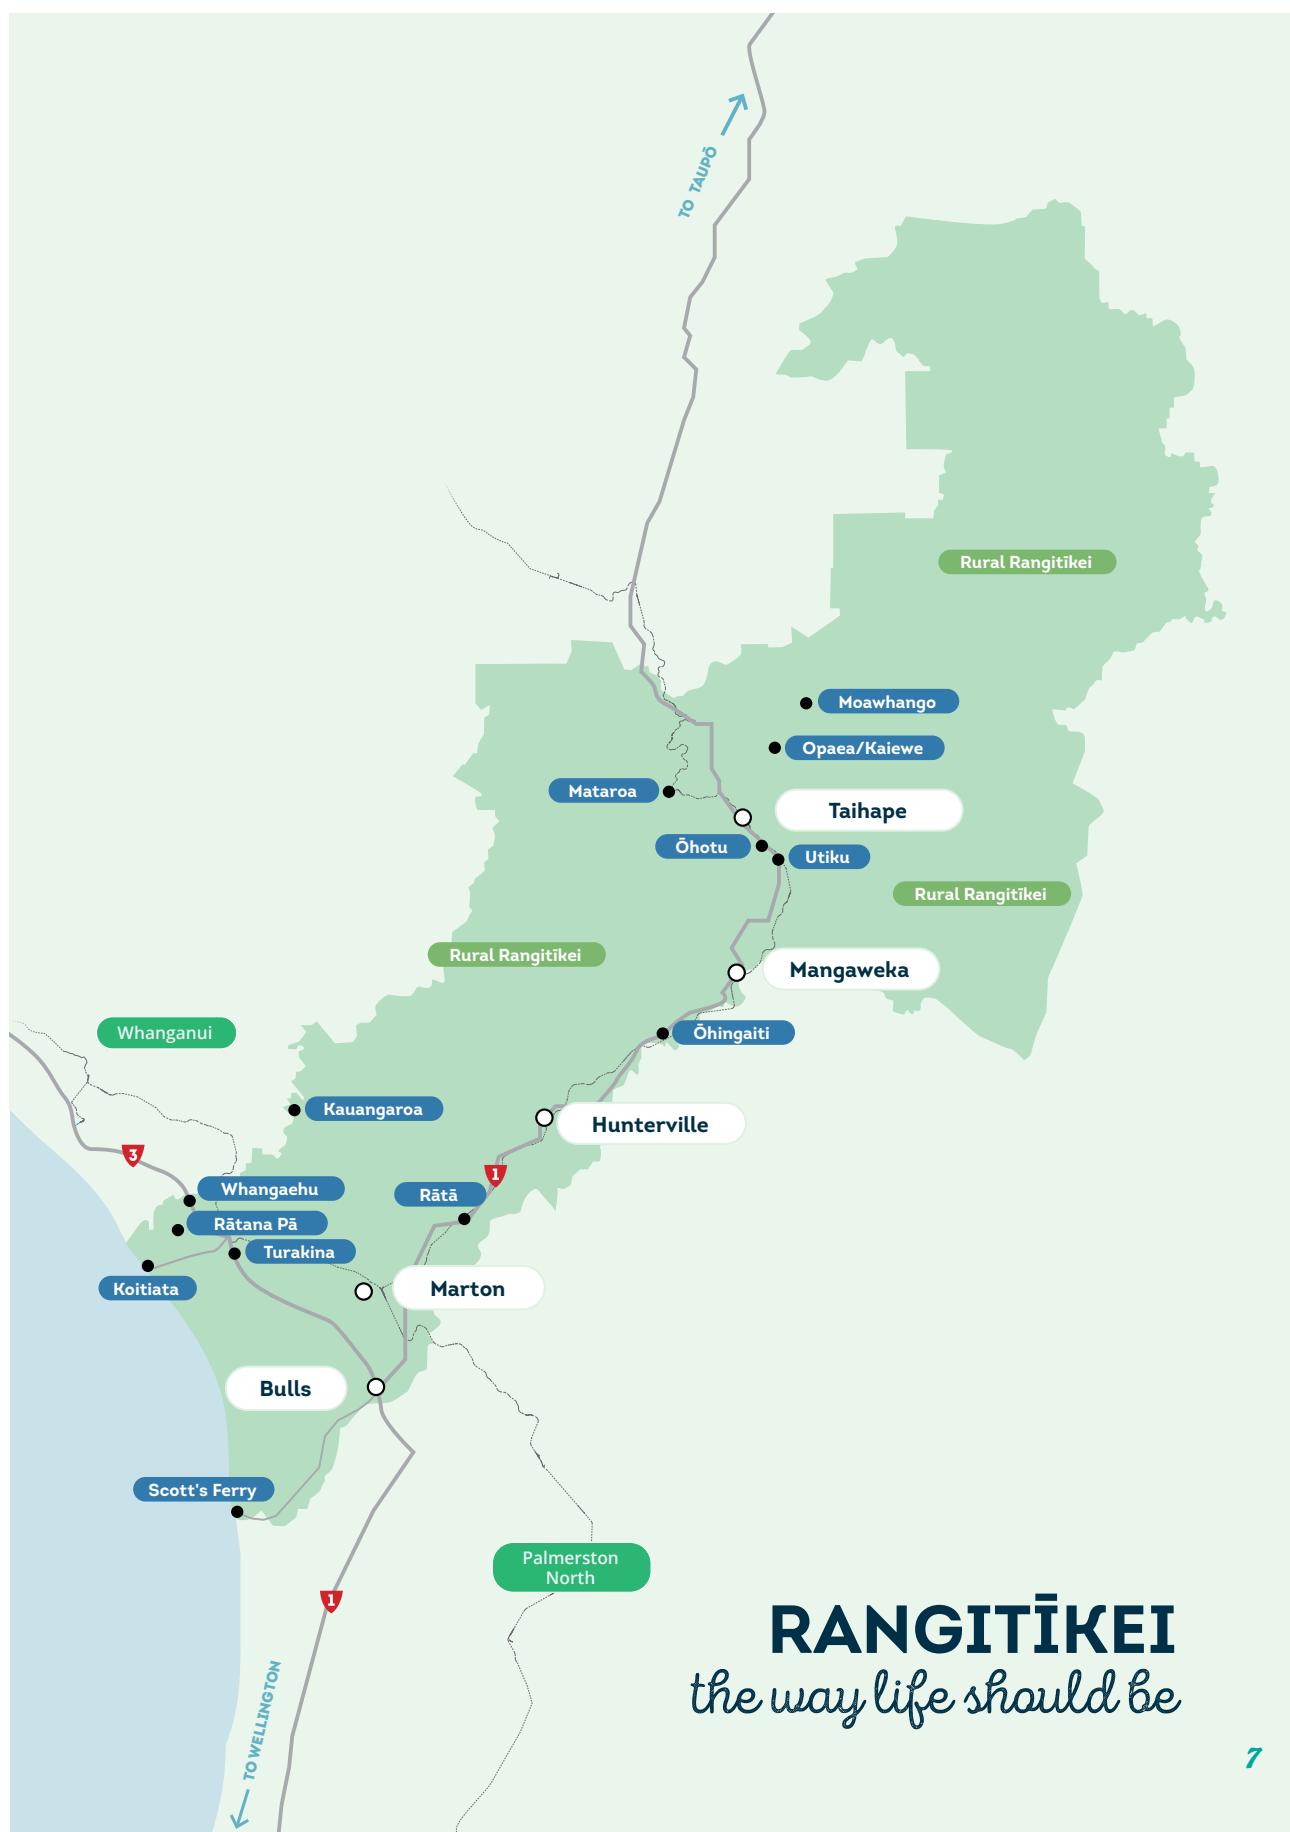 TO TAUPŌ
Rural Rangitīkei
Moawhango
Opaea/Kaiewe
Mataroa
Taihape
Ōhotu
Utiku
Rural Rangitīkei
Rural Rangitīkei
Mangaweka
Whanganui
Ōhingaiti
Kauangaroa
Hunterville
3
1
Whangaehu
Rātā
Rātana Pā
Turakina
Koitiata
Marton
Bulls
Scott's Ferry
Palmerston
North
1
RANGITĪKEI
the way life should be
TO WELLINGTON
7